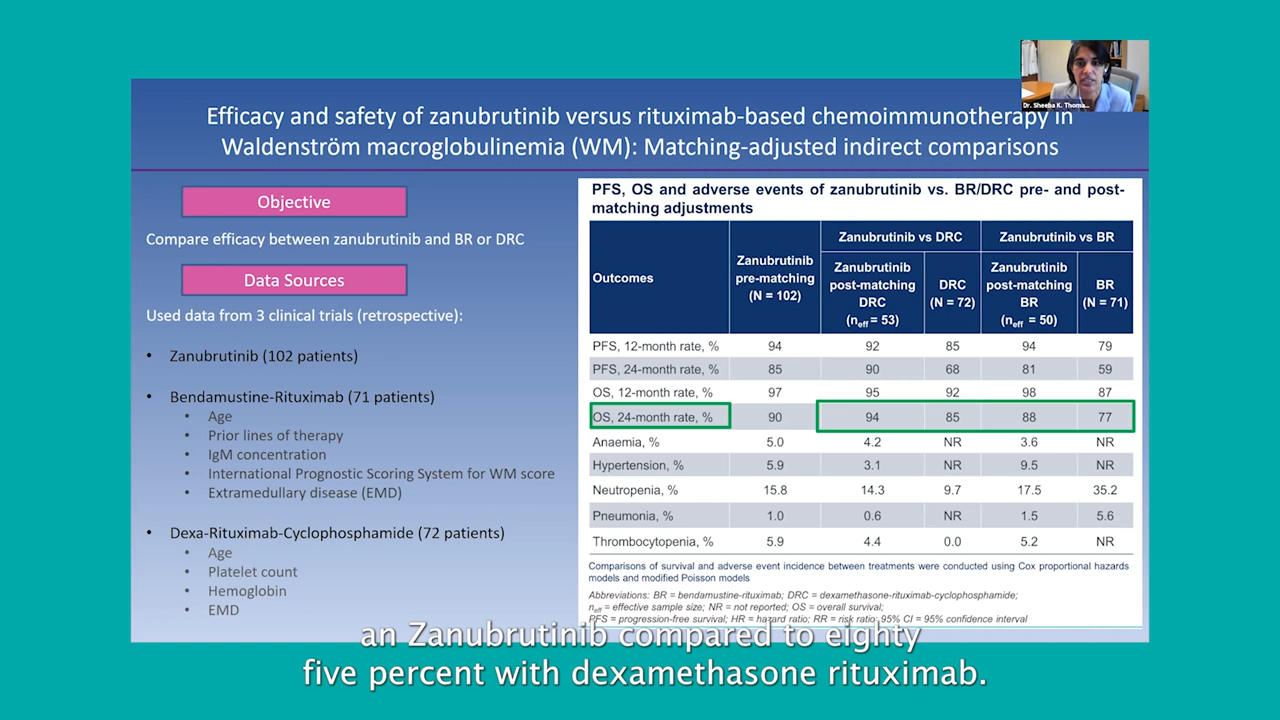 Dr. Sheeba K. Thoma...
Efficacy and safety of zanubrutinib versus rituximab-based chemoimmunotherapy in
Waldenström macroglobulinemia (WM): Matching-adjusted indirect comparisons
Objective
Compare efficacy between zanubrutinib and BR or DRC
Data Sources
Used data from 3 clinical trials (retrospective):
• Zanubrutinib (102 patients)
• Bendamustine-Rituximab (71 patients)
• Age
• Prior lines of therapy
• IgM concentration
• International Prognostic Scoring System for WM score
• Extramedullary disease (EMD)
• Dexa-Rituximab-Cyclophosphamide (72 patients)
• Age
• Platelet count
• Hemoglobin
• EMD
PFS, OS and adverse events of zanubrutinib vs. BR/DRC pre- and post-
matching adjustments
Outcomes
Zanubrutinib
pre-matching
(N = 102)
Zanubrutinib vs DRC
Zanubrutinib vs BR
Zanubrutinib
post-matching
DRC
(neff = 53)
DRC
(N = 72)
Zanubrutinib
post-matching
BR
(neff = 50)
BR
(N = 71)
PFS, 12-month rate, % 94 92 85 94 79
PFS, 24-month rate, % 85 90 68 81 59
OS, 12-month rate, % 97 95 92 98 87
OS, 24-month rate, % 90 94 85 88 77
Anaemia, % 5.0 4.2 NR 3.6 NR
Hypertension, % 5.9 3.1 NR 9.5 NR
Neutropenia, % 15.8 14.3 9.7 17.5 35.2
Pneumonia, % 1.0 0.6 NR 1.5 5.6
Thrombocytopenia, % 5.9 4.4 0.0 5.2 NR
Comparisons of survival and adverse event incidence between treatments were conducted using Cox proportional hazards
models and modified Poisson models
Abbreviations: BR = bendamustine-rituximab; DRC = dexamethasone-rituximab-cyclophosphamide;
neff = effective sample size; NR = not reported; OS = overall survival;
PFS = progression-free survival; HR = hazard ratio; RR = risk ratio; 95% CI = 95% confidence interval
an Zanubrutinib compared to eighty
five percent with dexamethasone rituximab.